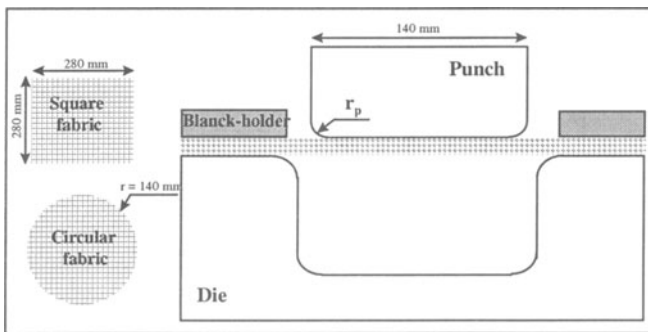 280 mm
280 mm
Square
fabric
r = 140 mm
Circular
fabric
140 mm
Punch
Blanck-holder
r_p
Die